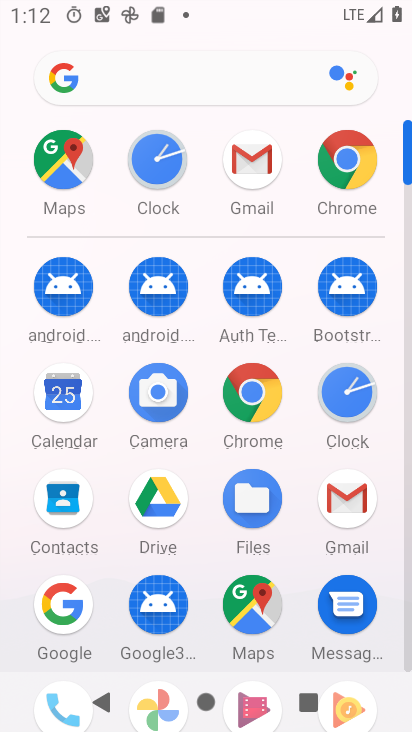 1:12 LTE
Maps Clock Gmail Chrome
android.... android.... Auth Te... Bootstr...
25
Calendar Camera Chrome Clock
Contacts Drive Files Gmail
Google Google3... Maps Messag...